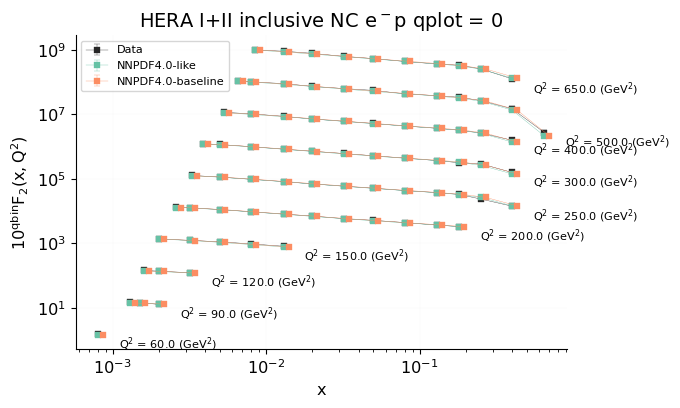 HERA I+II inclusive NC e⁻p qplot = 0
Data
NNPDF4.0-like
NNPDF4.0-baseline
10⁹
10⁷
10⁵
10³
10¹
10^qbin F₂(x, Q²)
Q² = 650.0 (GeV²)
Q² = 500.0 (GeV²)
Q² = 400.0 (GeV²)
Q² = 300.0 (GeV²)
Q² = 250.0 (GeV²)
Q² = 200.0 (GeV²)
Q² = 150.0 (GeV²)
Q² = 120.0 (GeV²)
Q² = 90.0 (GeV²)
Q² = 60.0 (GeV²)
10⁻³ 10⁻² 10⁻¹
x